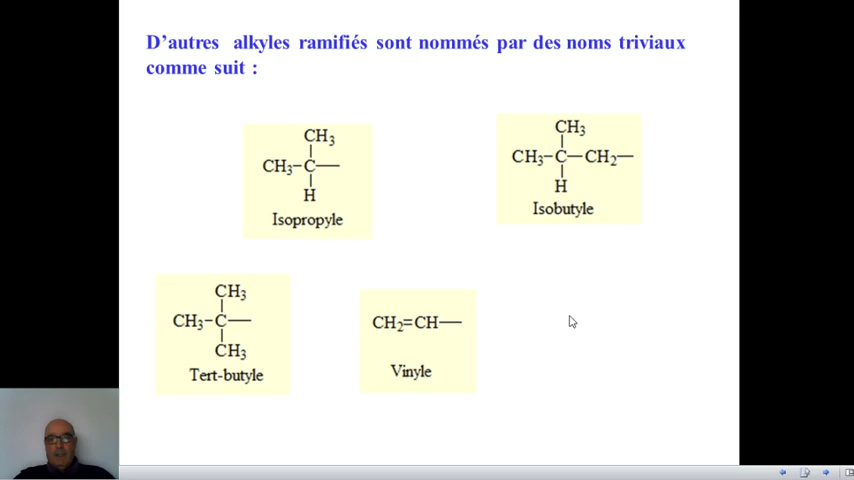 D'autres alkyles ramifiés sont nommés par des noms triviaux
comme suit :
CH3
CH3-C—
H
Isopropyle
CH3
CH3-C—CH2—
H
Isobutyle
CH3
CH3-C—
CH3
Tert-butyle
CH2=CH—
Vinyle